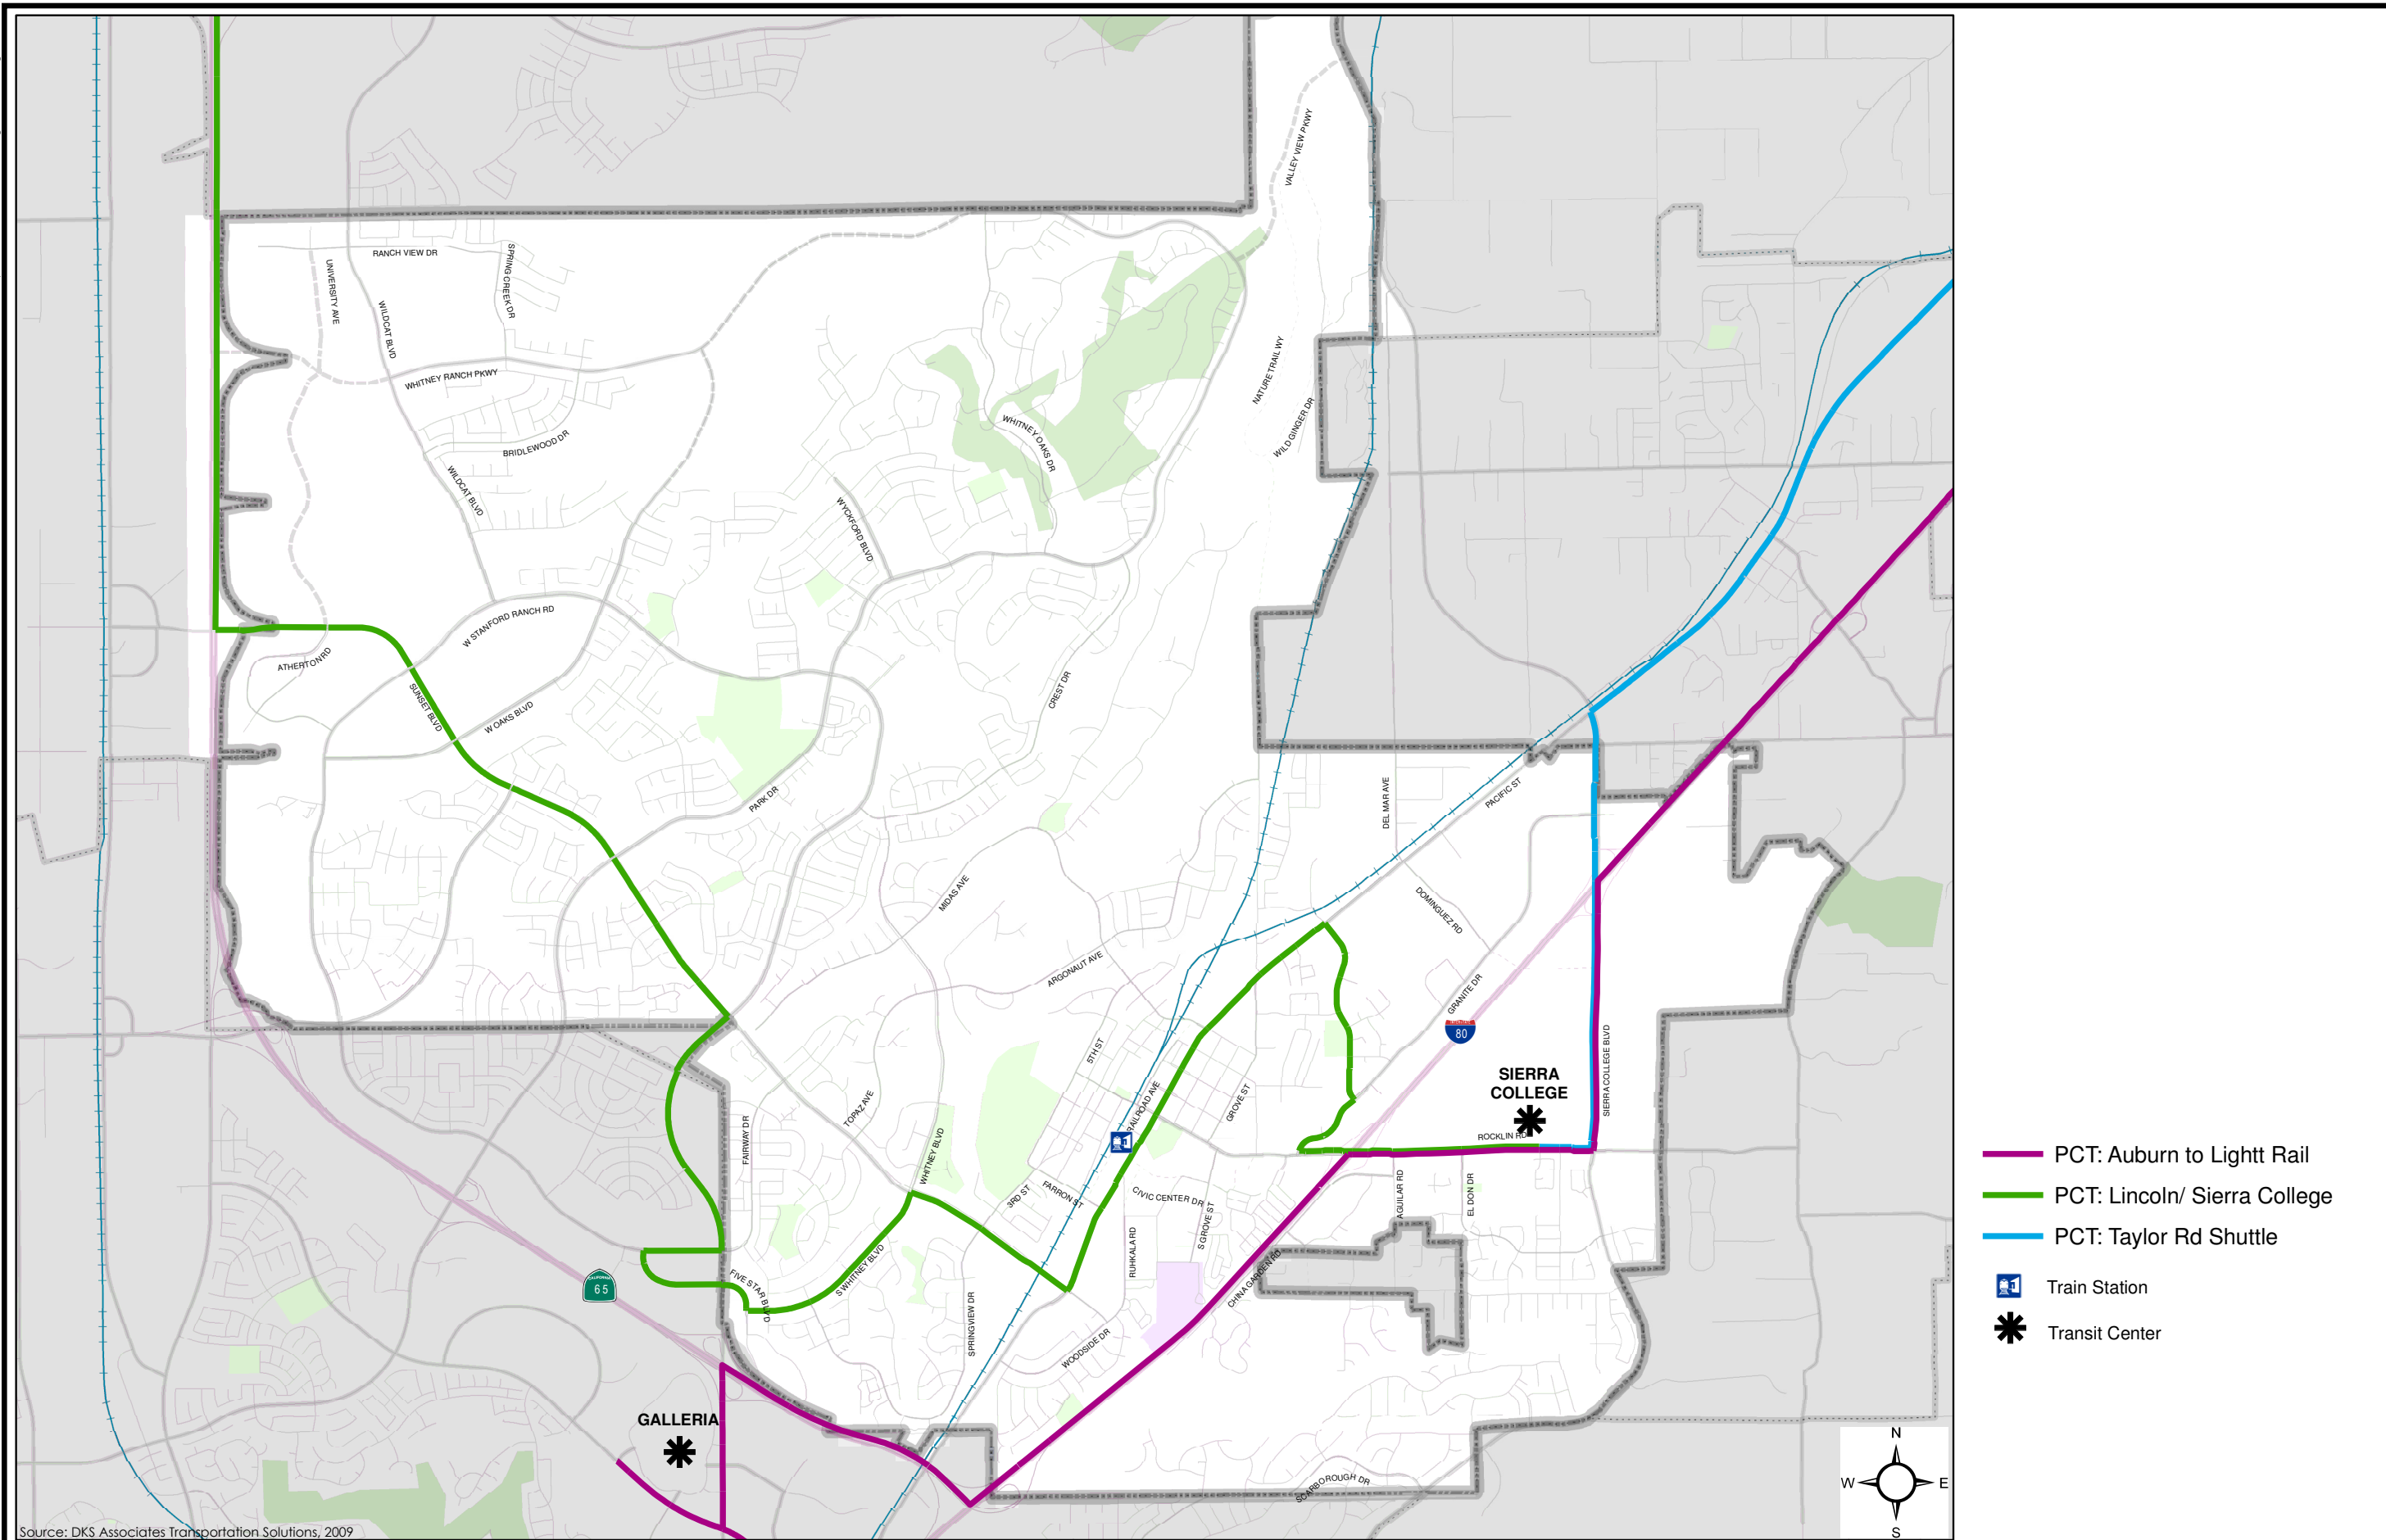 VALLEY VIEW PKWY
RANCH VIEW DR
SPRING CREEK DR
UNIVERSITY AVE
WILDCAT BLVD
WHITNEY RANCH PKWY
NATURE TRAIL WY
WILD GINGER DR
WHITNEY OAKS DR
BRIDLEWOOD DR
WILDCAT BLVD
WYCKFORD BLVD
W STANFORD RANCH RD
ATHERTON RD
SUNSET BLVD
W OAKS BLVD
CREST DR
PARK DR
DEL MAR AVE
PACIFIC ST
MIDAS AVE
DOMINGUEZ RD
ARGONAUT AVE
GRANITE DR
80
5TH ST
SIERRA
COLLEGE
SIERRA COLLEGE BLVD
TOPAZ AVE
RAILROAD AVE
GROVE ST
FAIRWAY DR
WHITNEY BLVD
ROCKLIN RD
3RD ST
FARRON ST
CIVIC CENTER DR
S GROVE ST
AGUILAR RD
EL DON DR
RUHKALA RD
CALIFORNIA
65
FIVE STAR BLVD
S WHITNEY BLVD
CHINA GARDEN RD
SPRINGVIEW DR
WOODSIDE DR
GALLERIA
SCARBOROUGH DR
N
W
E
S
Source: DKS Associates Transportation Solutions, 2009
PCT: Auburn to Lightt Rail
PCT: Lincoln/ Sierra College
PCT: Taylor Rd Shuttle
Train Station
Transit Center